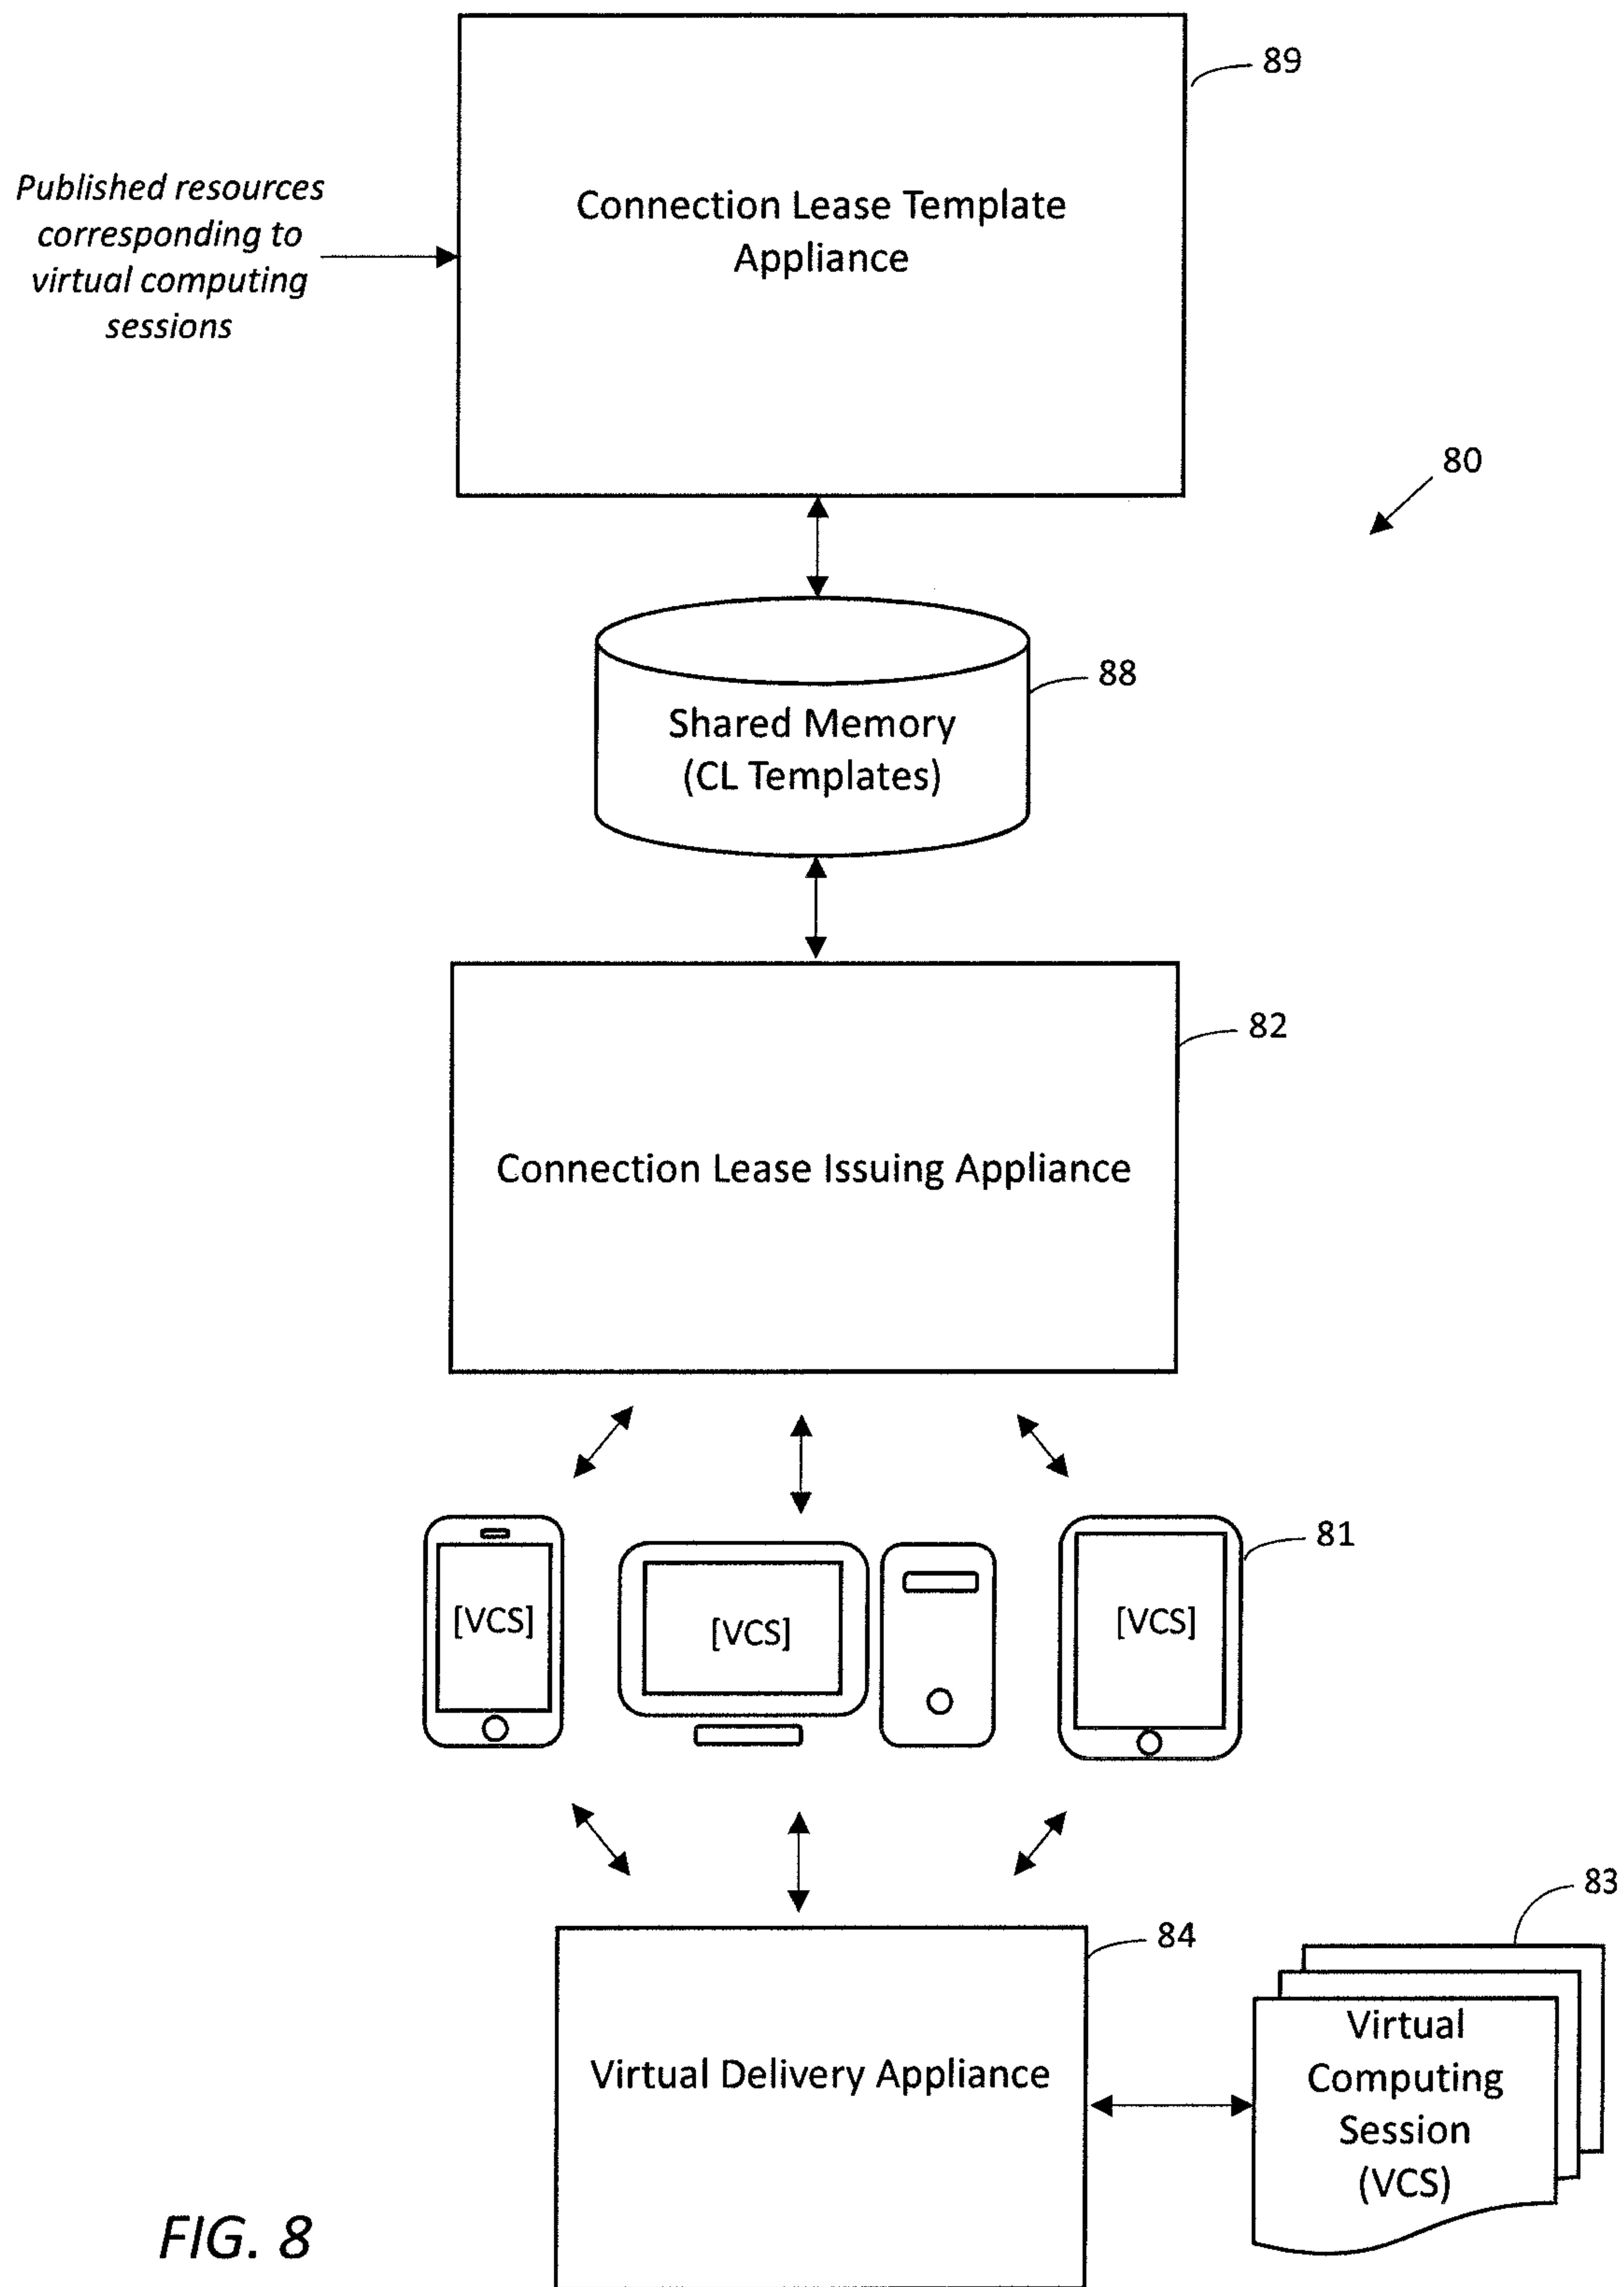 89
Published resources
corresponding to
virtual computing
sessions
Connection Lease Template
Appliance
80
88
Shared Memory
(CL Templates)
82
Connection Lease Issuing Appliance
81
[VCS]
[VCS]
[VCS]
83
84
Virtual Delivery Appliance
Virtual
Computing
Session
(VCS)
FIG. 8